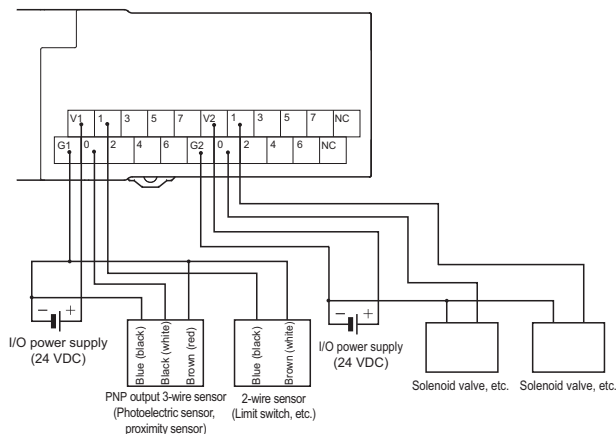 V1 1 3 5 7 V2 1 3 5 7 NC
G1 0 2 4 6 G2 0 2 4 6 NC
− +
I/O power supply
(24 VDC)
Blue (black)
Black (white)
Brown (red)
PNP output 3-wire sensor
(Photoelectric sensor,
proximity sensor)
Blue (black)
Brown (white)
2-wire sensor
(Limit switch, etc.)
− +
I/O power supply
(24 VDC)
Solenoid valve, etc.
Solenoid valve, etc.